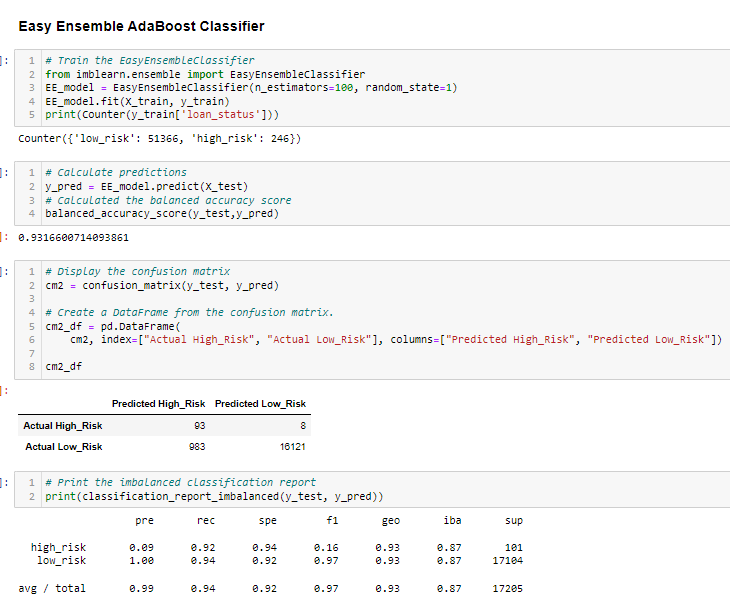 Easy Ensemble AdaBoost Classifier
]: 1 # Train the EasyEnsembleClassifier
2 from imblearn.ensemble import EasyEnsembleClassifier
3 EE_model = EasyEnsembleClassifier(n_estimators=100, random_state=1)
4 EE_model.fit(X_train, y_train)
5 print(Counter(y_train['loan_status']))
Counter({'low_risk': 51366, 'high_risk': 246})
]: 1 # Calculate predictions
2 y_pred = EE_model.predict(X_test)
3 # Calculated the balanced accuracy score
4 balanced_accuracy_score(y_test,y_pred)
]: 0.9316600714093861
]: 1 # Display the confusion matrix
2 cm2 = confusion_matrix(y_test, y_pred)
3
4 # Create a DataFrame from the confusion matrix.
5 cm2_df = pd.DataFrame(
6 cm2, index=["Actual High_Risk", "Actual Low_Risk"], columns=["Predicted High_Risk", "Predicted Low_Risk"])
7
8 cm2_df
]:
Predicted High_Risk Predicted Low_Risk
Actual High_Risk 93 8
Actual Low_Risk 983 16121
]: 1 # Print the imbalanced classification report
2 print(classification_report_imbalanced(y_test, y_pred))
pre rec spe f1 geo iba sup
high_risk 0.09 0.92 0.94 0.16 0.93 0.87 101
low_risk 1.00 0.94 0.92 0.97 0.93 0.87 17104
avg / total 0.99 0.94 0.92 0.97 0.93 0.87 17205